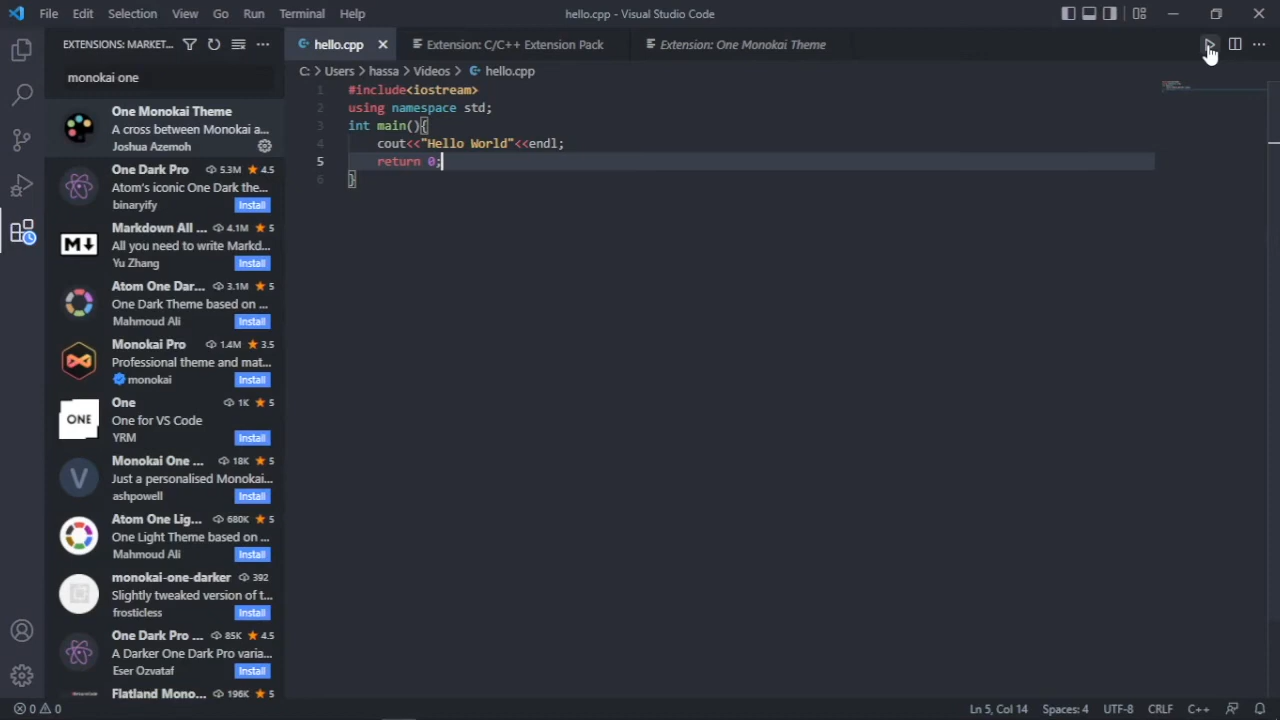 File Edit Selection View Go Run Terminal Help
hello.cpp - Visual Studio Code
EXTENSIONS: MARKET...
hello.cpp
Extension: C/C++ Extension Pack
Extension: One Monokai Theme
monokai one
C: > Users > hassa > Videos > hello.cpp
1 #include<iostream>
2 using namespace std;
3 int main(){
4 cout<<"Hello World"<<endl;
5 return 0;
6 }
One Monokai Theme
A cross between Monokai a...
Joshua Azemoh
One Dark Pro 5.3M 4.5
Atom's iconic One Dark the...
binaryify Install
Markdown All ... 4.1M 5
All you need to write Markd...
Yu Zhang Install
Atom One Dar... 3.1M 5
One Dark Theme based on ...
Mahmoud Ali Install
Monokai Pro 1.4M 3.5
Professional theme and mat...
monokai Install
ONE
One 1K 5
One for VS Code
YRM Install
V
Monokai One ... 18K 5
Just a personalised Monokai...
ashpowell Install
Atom One Lig... 680K 5
One Light Theme based on ...
Mahmoud Ali Install
monokai-one-darker 392
Slightly tweaked version of t...
frosticless Install
One Dark Pro ... 85K 4.5
A Darker One Dark Pro varia...
Eser Ozvataf Install
Flatland Mono... 196K 5
0 0
Ln 5, Col 14 Spaces: 4 UTF-8 CRLF C++